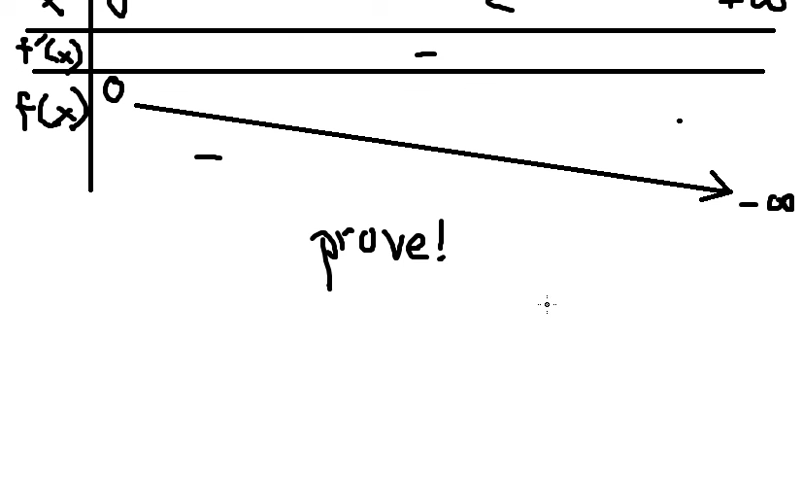 +∞
f'(x) -
0
f(x)
-
-∞
prove!